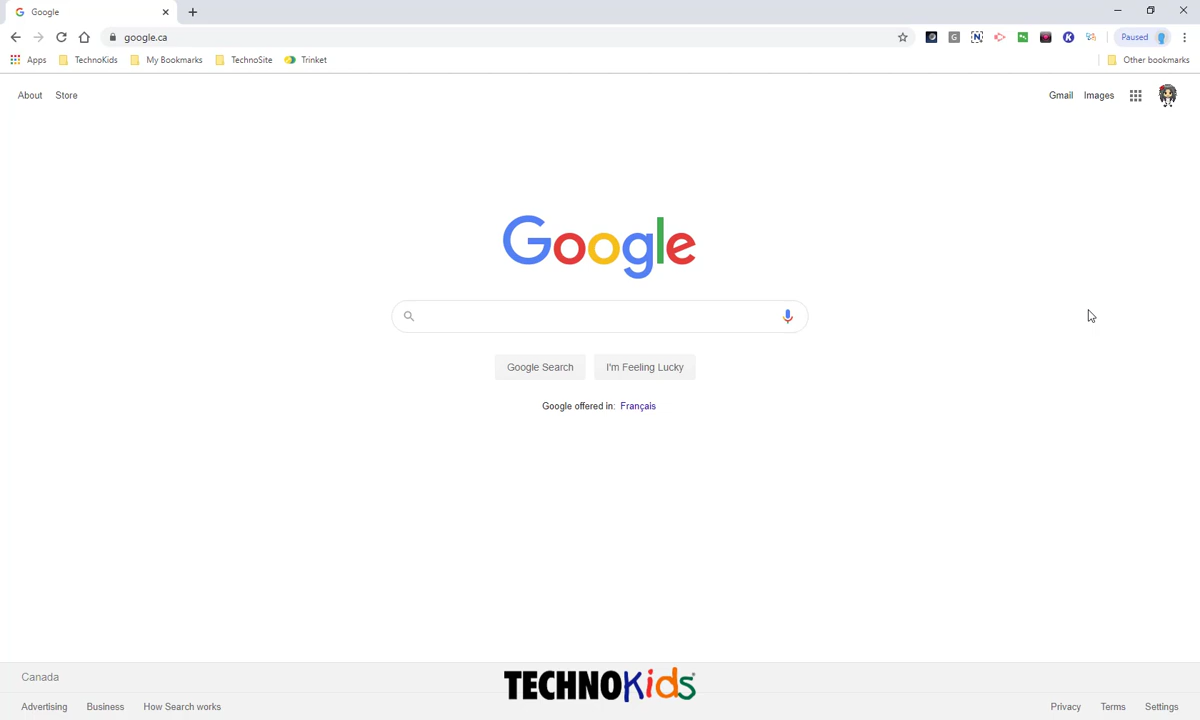 Google
google.ca
Paused
Apps TechnoKids My Bookmarks TechnoSite Trinket Other bookmarks
About Store Gmail Images
Google
Google Search I'm Feeling Lucky
Google offered in: Français
Canada
TECHNOKids
Advertising Business How Search works Privacy Terms Settings